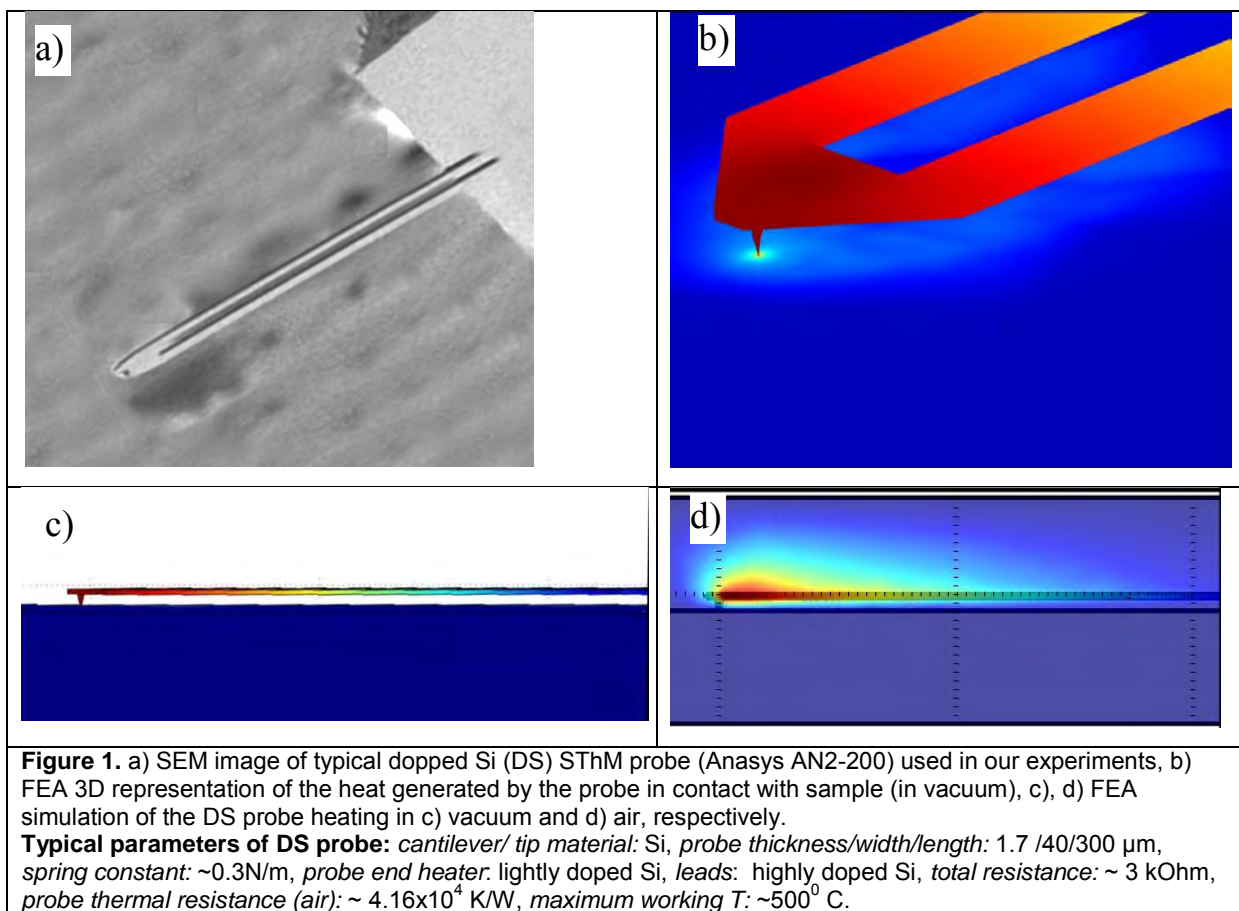 a)
b)
c)
d)
Figure 1. a) SEM image of typical dopped Si (DS) SThM probe (Anasys AN2-200) used in our experiments, b)
FEA 3D representation of the heat generated by the probe in contact with sample (in vacuum), c), d) FEA
simulation of the DS probe heating in c) vacuum and d) air, respectively.
Typical parameters of DS probe: cantilever/ tip material: Si, probe thickness/width/length: 1.7 /40/300 µm,
spring constant: ~0.3N/m, probe end heater: lightly doped Si, leads: highly doped Si, total resistance: ~ 3 kOhm,
probe thermal resistance (air): ~ 4.16x10⁴ K/W, maximum working T: ~500⁰ C.